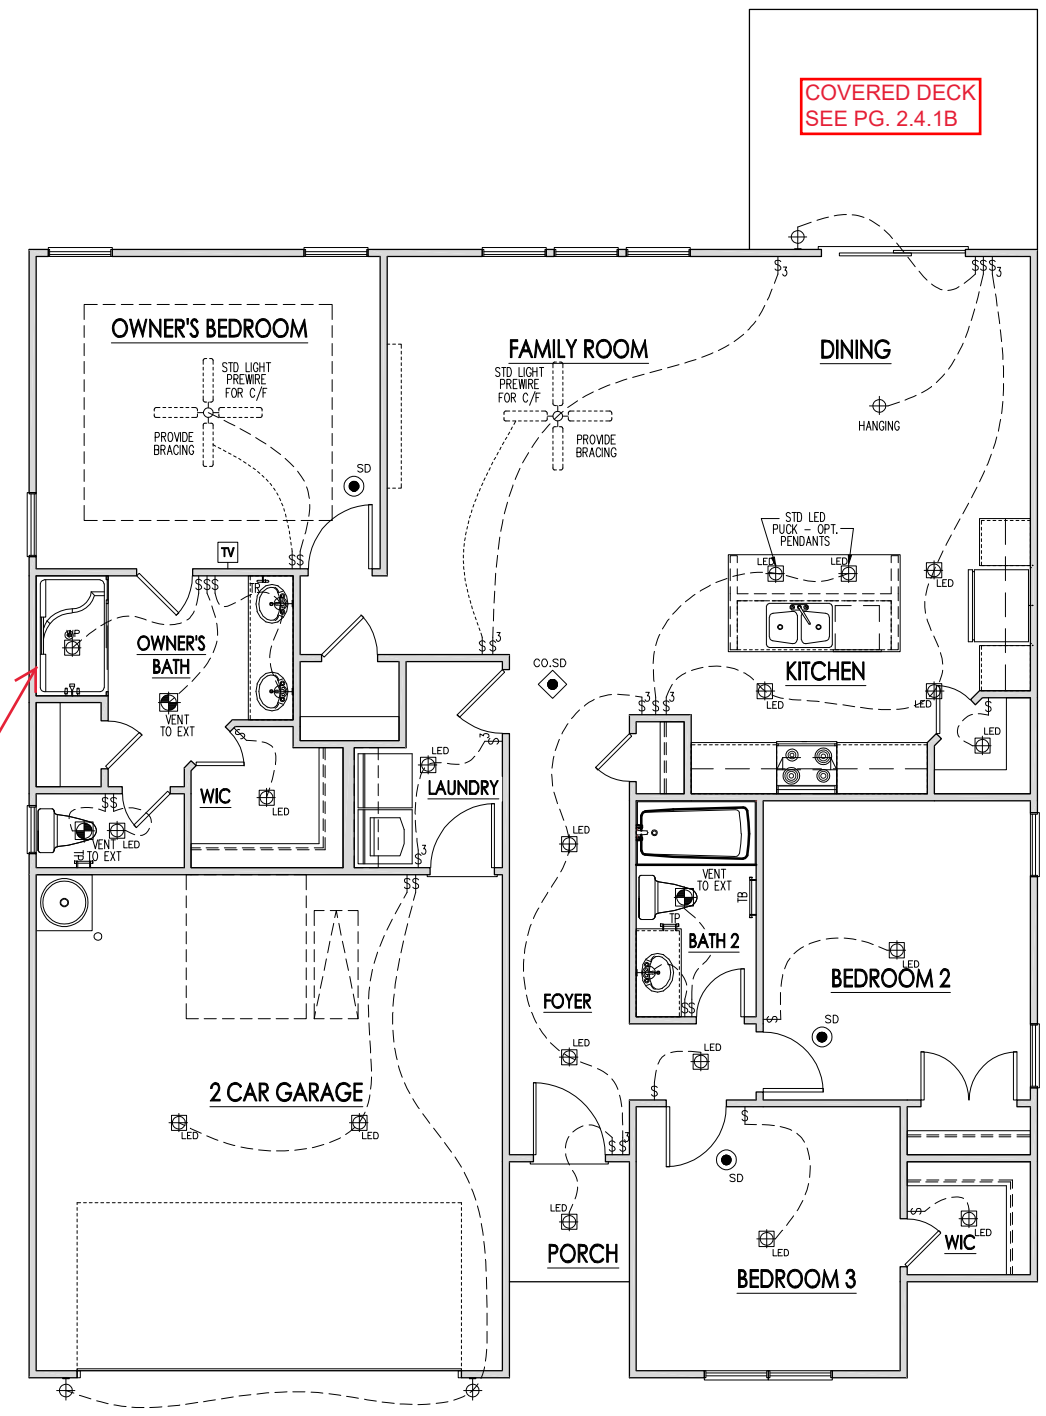 COVERED DECK
SEE PG. 2.4.1B
$3
$$$3
OWNER'S BEDROOM
FAMILY ROOM
DINING
STD LIGHT
PREWIRE
FOR C/F
STD LIGHT
PREWIRE
FOR C/F
PROVIDE
BRACING
PROVIDE
BRACING
HANGING
SD
STD LED
PUCK - OPT.
PENDANTS
TV
$$
LED
LED
LED
$$$
TR
WP
OWNER'S
BATH
$$3
CO.SD
KITCHEN
LED
LED
$3
$$
$
VENT
TO EXT
LED
$3
LED
LAUNDRY
WIC
LED
$$
LED
VENT
TO EXT
TP
LED
$3
$$
VENT
TO EXT
TB
TP
BATH 2
LED
BEDROOM 2
$$
$
SD
FOYER
LED
LED
$
2 CAR GARAGE
LED
LED
$
$$3
SD
LED
PORCH
LED
BEDROOM 3
$
LED
WIC